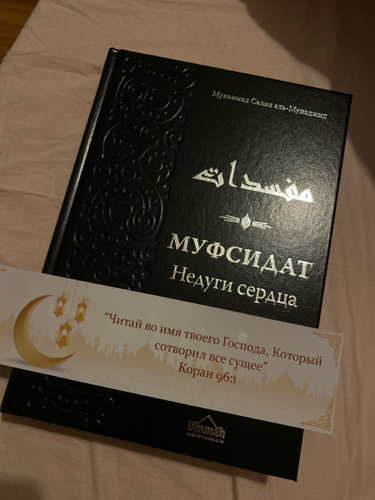 Мухаммад Салих аль-Мунаджид
مفسدات
МУФСИДАТ
Недуги сердца
"Читай во имя твоего Господа, Который
сотворил все сущее"
Коран 96:1
Ummah